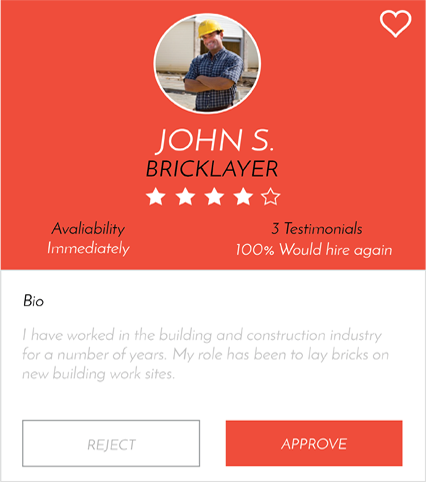 JOHN S.
BRICKLAYER
Avaliability
Immediately
3 Testimonials
100% Would hire again
Bio
I have worked in the building and construction industry
for a number of years. My role has been to lay bricks on
new building work sites.
REJECT
APPROVE